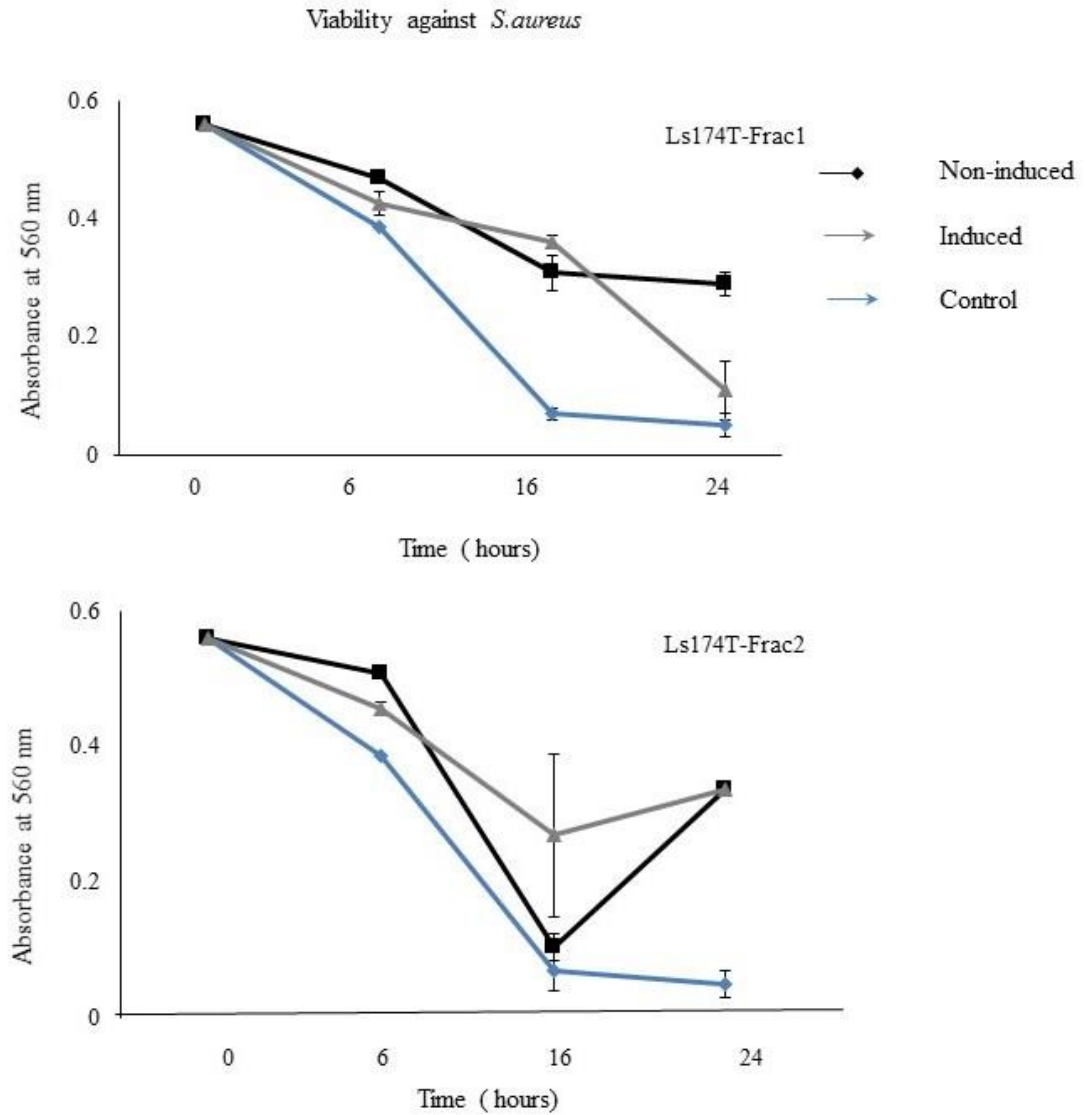 Viability against S.aureus
0.6
0.4
0.2
0
Absorbance at 560 nm
Ls174T-Frac1
Non-induced
Induced
Control
0 6 16 24
Time ( hours)
0.6
0.4
0.2
0
Absorbance at 560 nm
Ls174T-Frac2
0 6 16 24
Time ( hours)